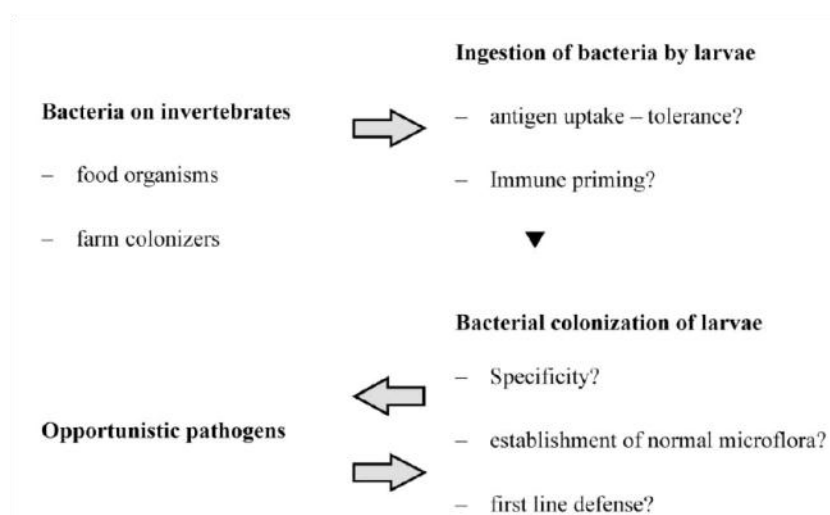 Bacteria on invertebrates
– food organisms
– farm colonizers
Ingestion of bacteria by larvae
– antigen uptake – tolerance?
– Immune priming?
Bacterial colonization of larvae
– Specificity?
– establishment of normal microflora?
– first line defense?
Opportunistic pathogens